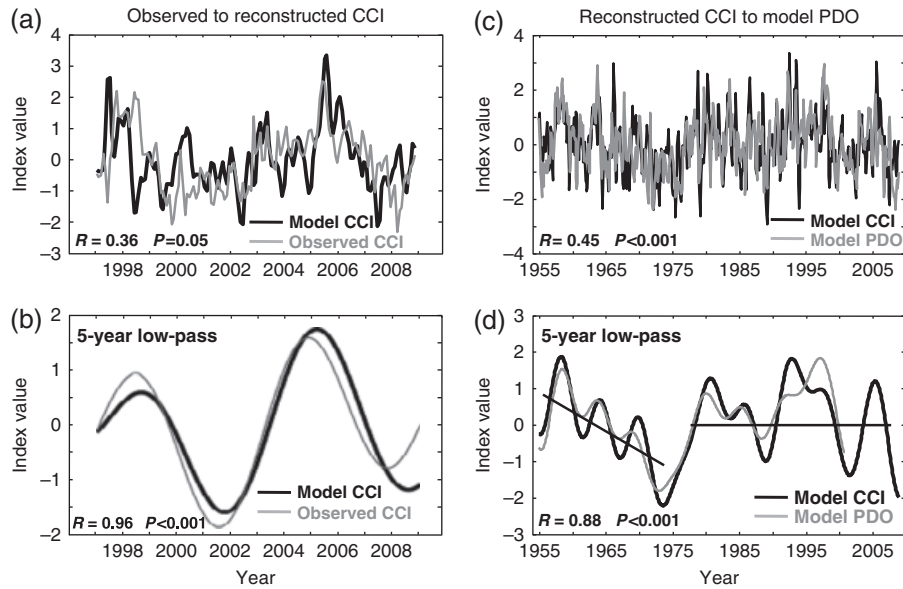 (a) Observed to reconstructed CCI
Index value
4
3
2
1
0
−1
−2
−3
Model CCI
Observed CCI
R = 0.36 P=0.05
1998 2000 2002 2004 2006 2008
(b)
5-year low-pass
Index value
2
1
0
−1
−2
Model CCI
Observed CCI
R = 0.96 P<0.001
1998 2000 2002 2004 2006 2008
Year
(c) Reconstructed CCI to model PDO
Index value
4
2
0
−2
−4
Model CCI
Model PDO
R = 0.45 P<0.001
1955 1965 1975 1985 1995 2005
(d)
5-year low-pass
Index value
3
2
1
0
−1
−2
−3
Model CCI
Model PDO
R = 0.88 P<0.001
1955 1965 1975 1985 1995 2005
Year